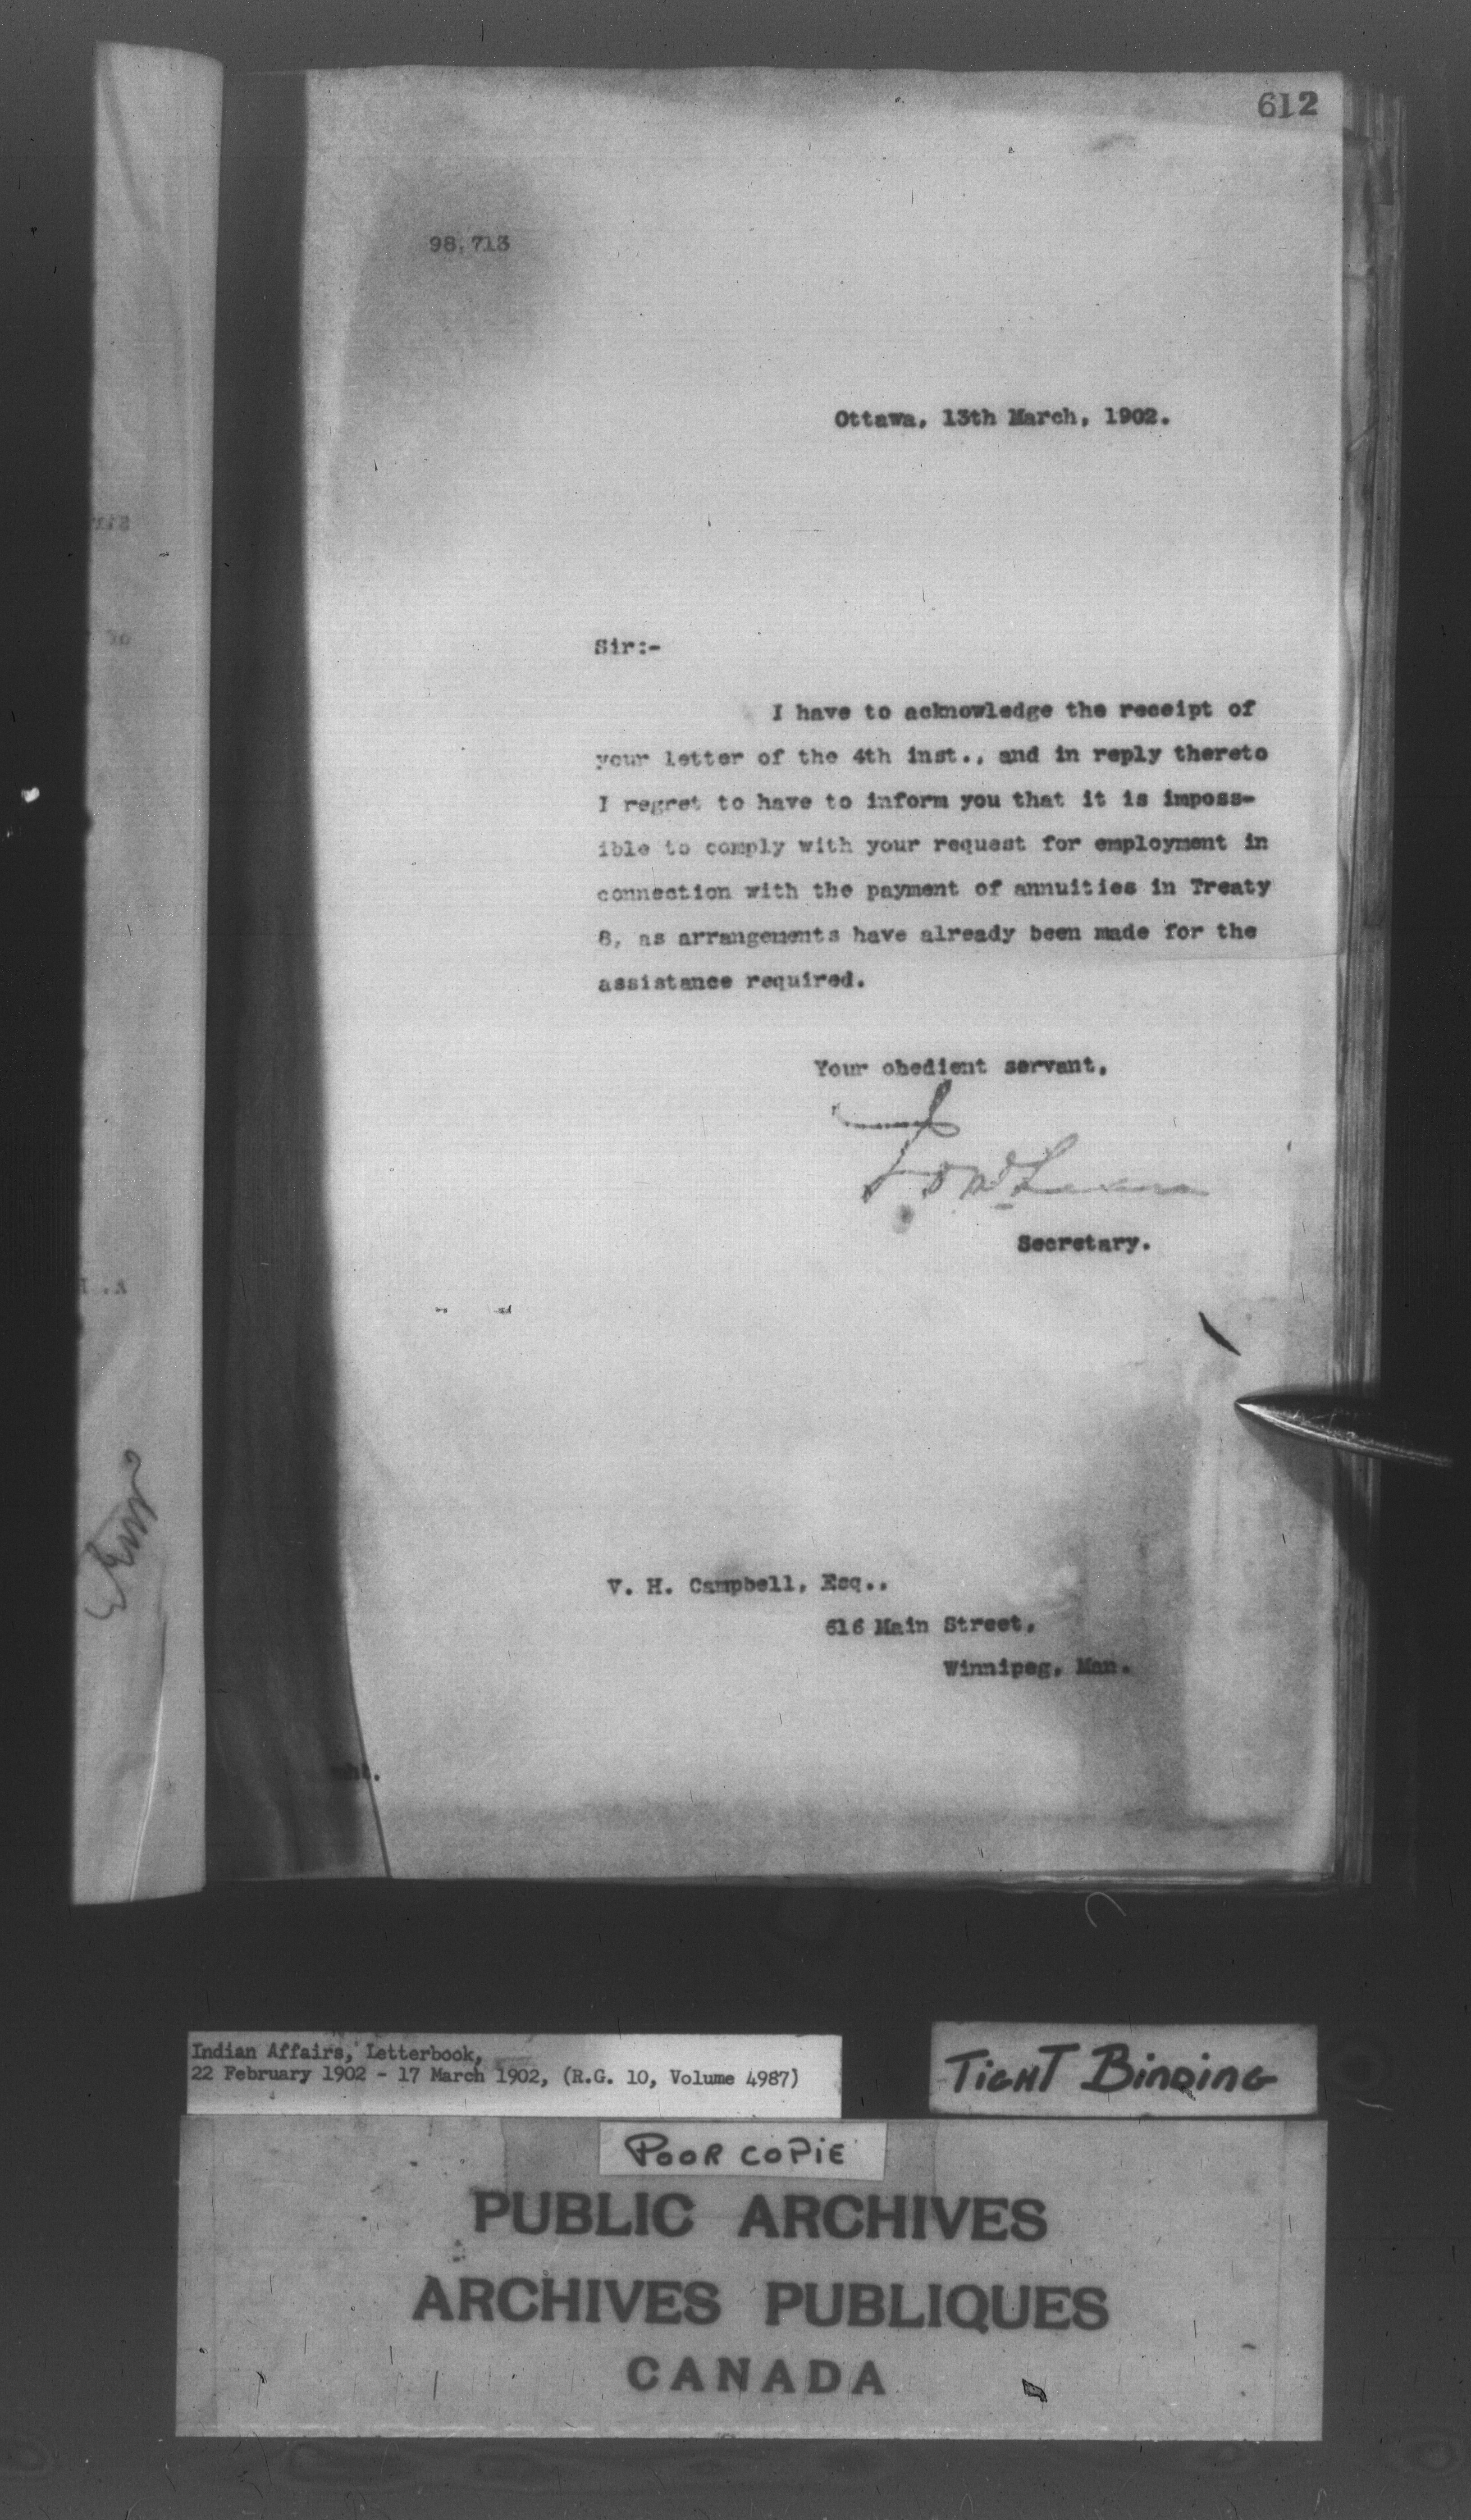 612
98,713
Ottawa, 13th March, 1902.
Sir:-
I have to acknowledge the receipt of
your letter of the 4th inst., and in reply thereto
I regret to have to inform you that it is imposs-
ible to comply with your request for employment in
connection with the payment of annuities in Treaty
8, as arrangements have already been made for the
assistance required.
Your obedient servant,
J D McLean
Secretary.
V. H. Campbell, Esq.,
616 Main Street,
Winnipeg, Man.
Indian Affairs, Letterbook,
22 February 1902 - 17 March 1902, (R.G. 10, Volume 4987)
TIGHT BINDING
POOR COPIE
PUBLIC ARCHIVES
ARCHIVES PUBLIQUES
CANADA